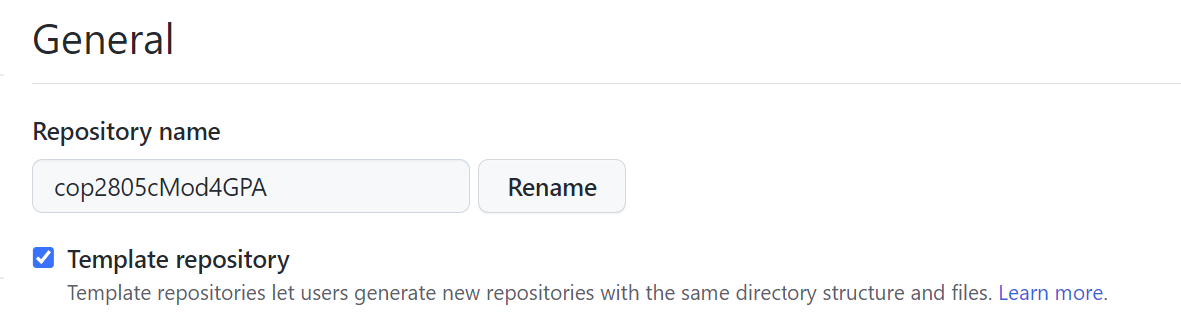 General
Repository name
cop2805cMod4GPA
Rename
Template repository
Template repositories let users generate new repositories with the same directory structure and files. Learn more.